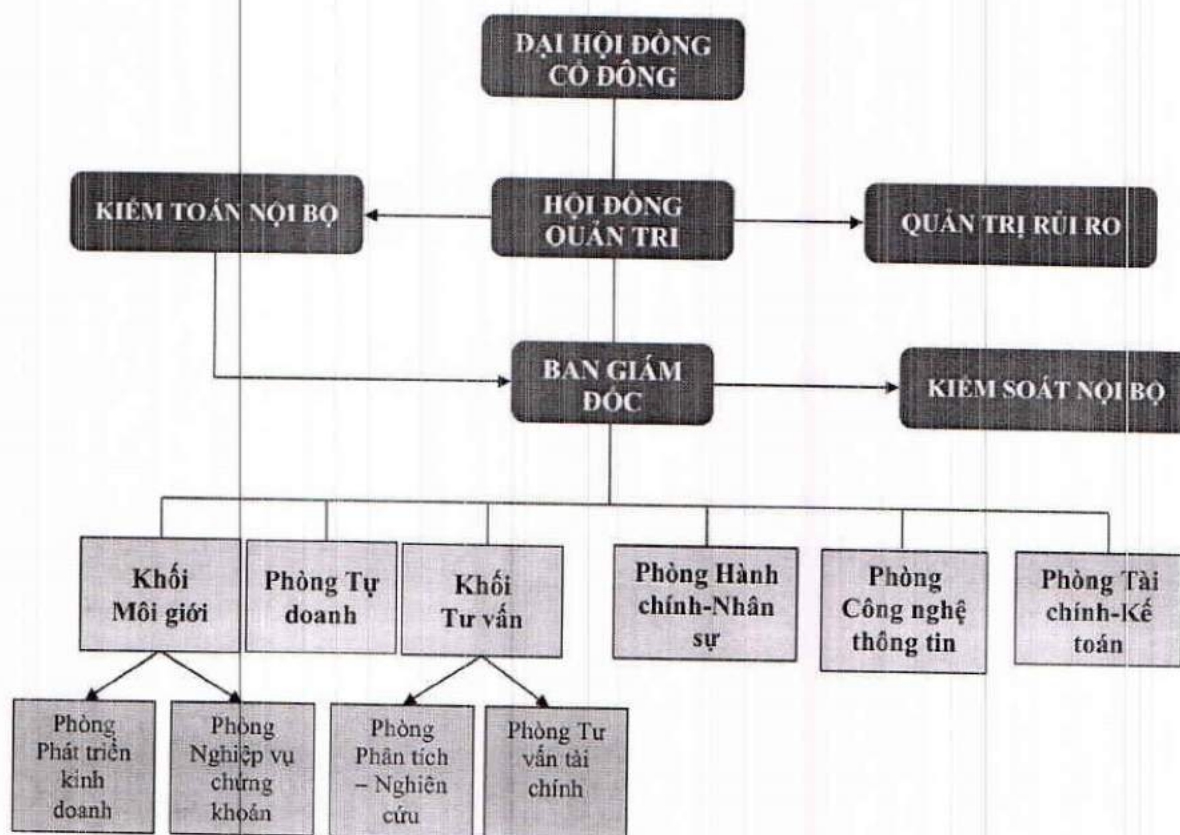 ĐẠI HỘI ĐỒNG
CỔ ĐÔNG
KIỂM TOÁN NỘI BỘ
HỘI ĐỒNG
QUẢN TRỊ
QUẢN TRỊ RỦI RO
BAN GIÁM
ĐỐC
KIỂM SOÁT NỘI BỘ
Khối
Môi giới
Phòng Tự
doanh
Khối
Tư vấn
Phòng Hành
chính-Nhân
sự
Phòng
Công nghệ
thông tin
Phòng Tài
chính-Kế
toán
Phòng
Phát triển
kinh
doanh
Phòng
Nghiệp vụ
chứng
khoán
Phòng
Phân tích
– Nghiên
cứu
Phòng Tư
vấn tài
chính